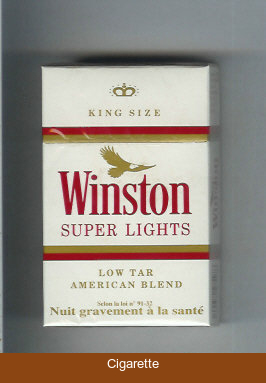 KING SIZE
Winston
SUPER LIGHTS
LOW TAR
AMERICAN BLEND
Selon la loi n° 91-32
Nuit gravement à la santé
Cigarette